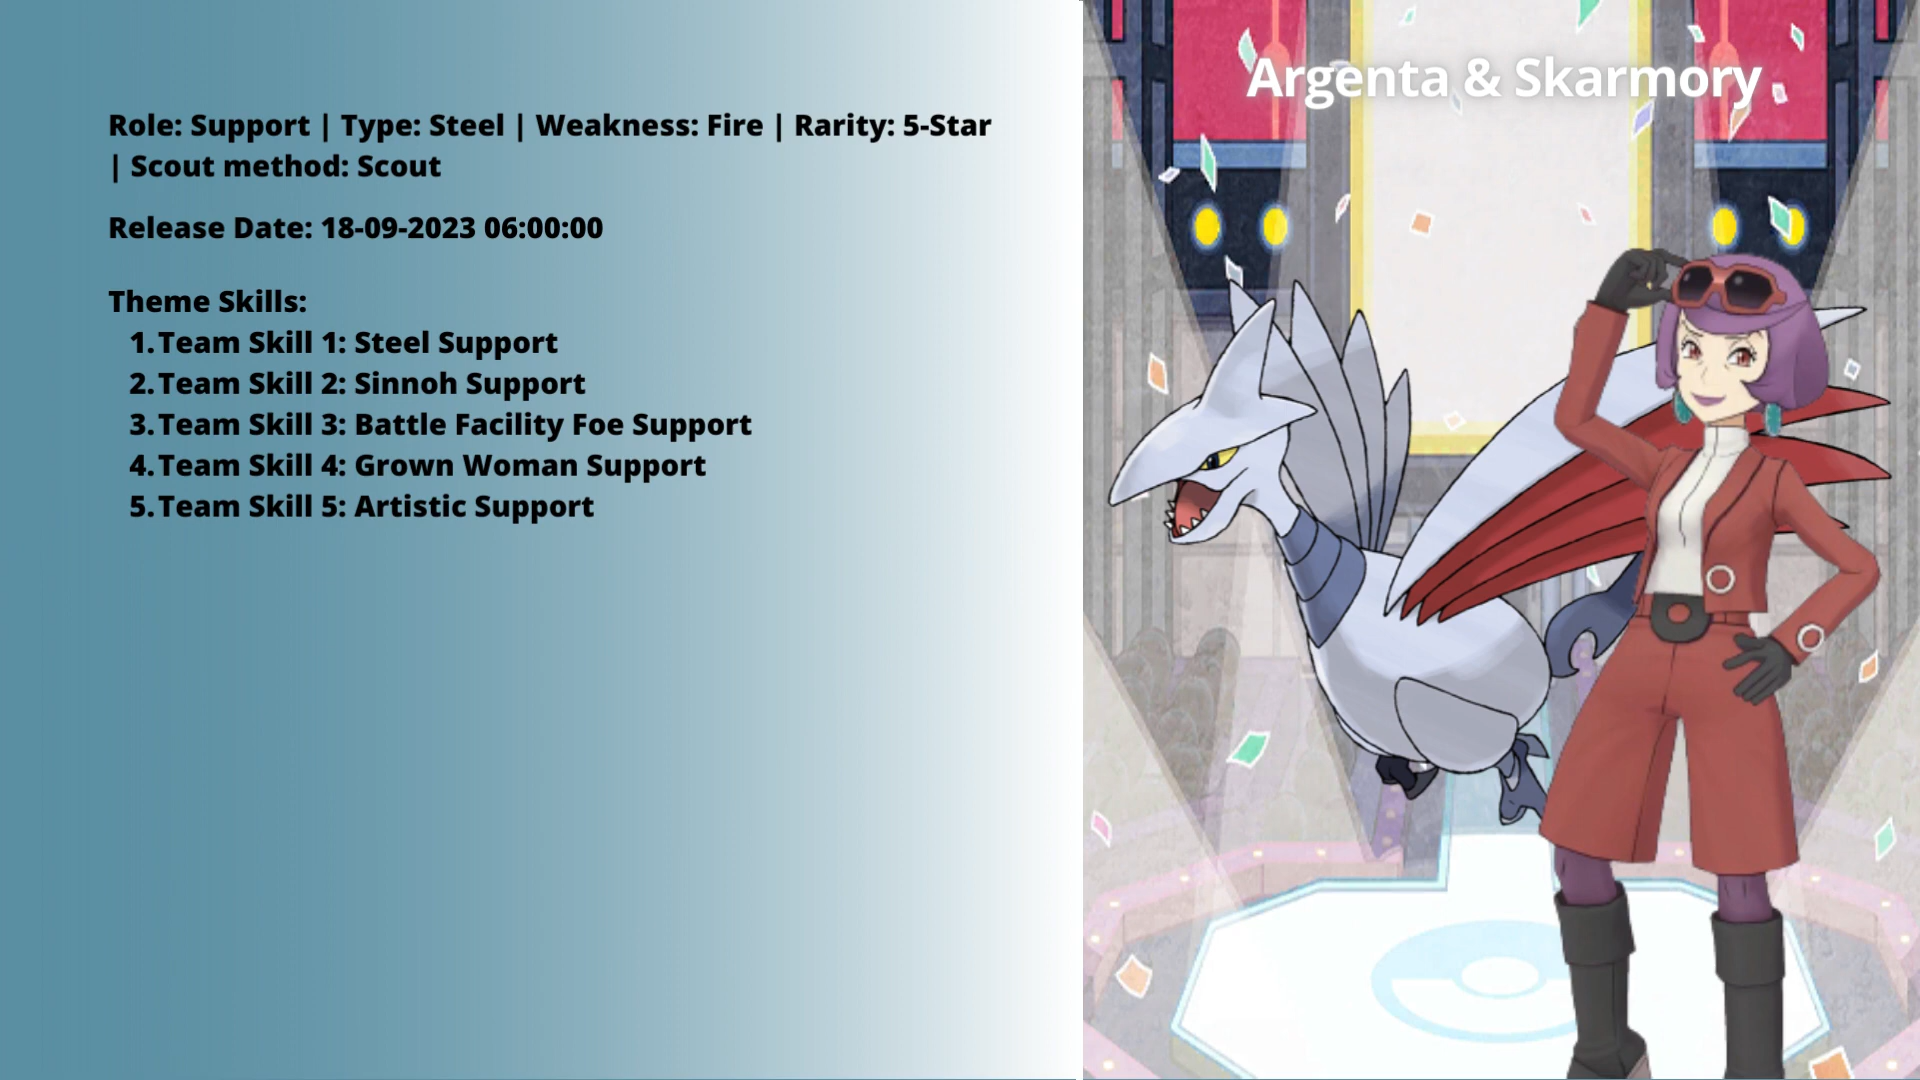 Role: Support | Type: Steel | Weakness: Fire | Rarity: 5-Star
| Scout method: Scout
Release Date: 18-09-2023 06:00:00
Theme Skills:
1. Team Skill 1: Steel Support
2. Team Skill 2: Sinnoh Support
3. Team Skill 3: Battle Facility Foe Support
4. Team Skill 4: Grown Woman Support
5. Team Skill 5: Artistic Support
Argenta & Skarmory